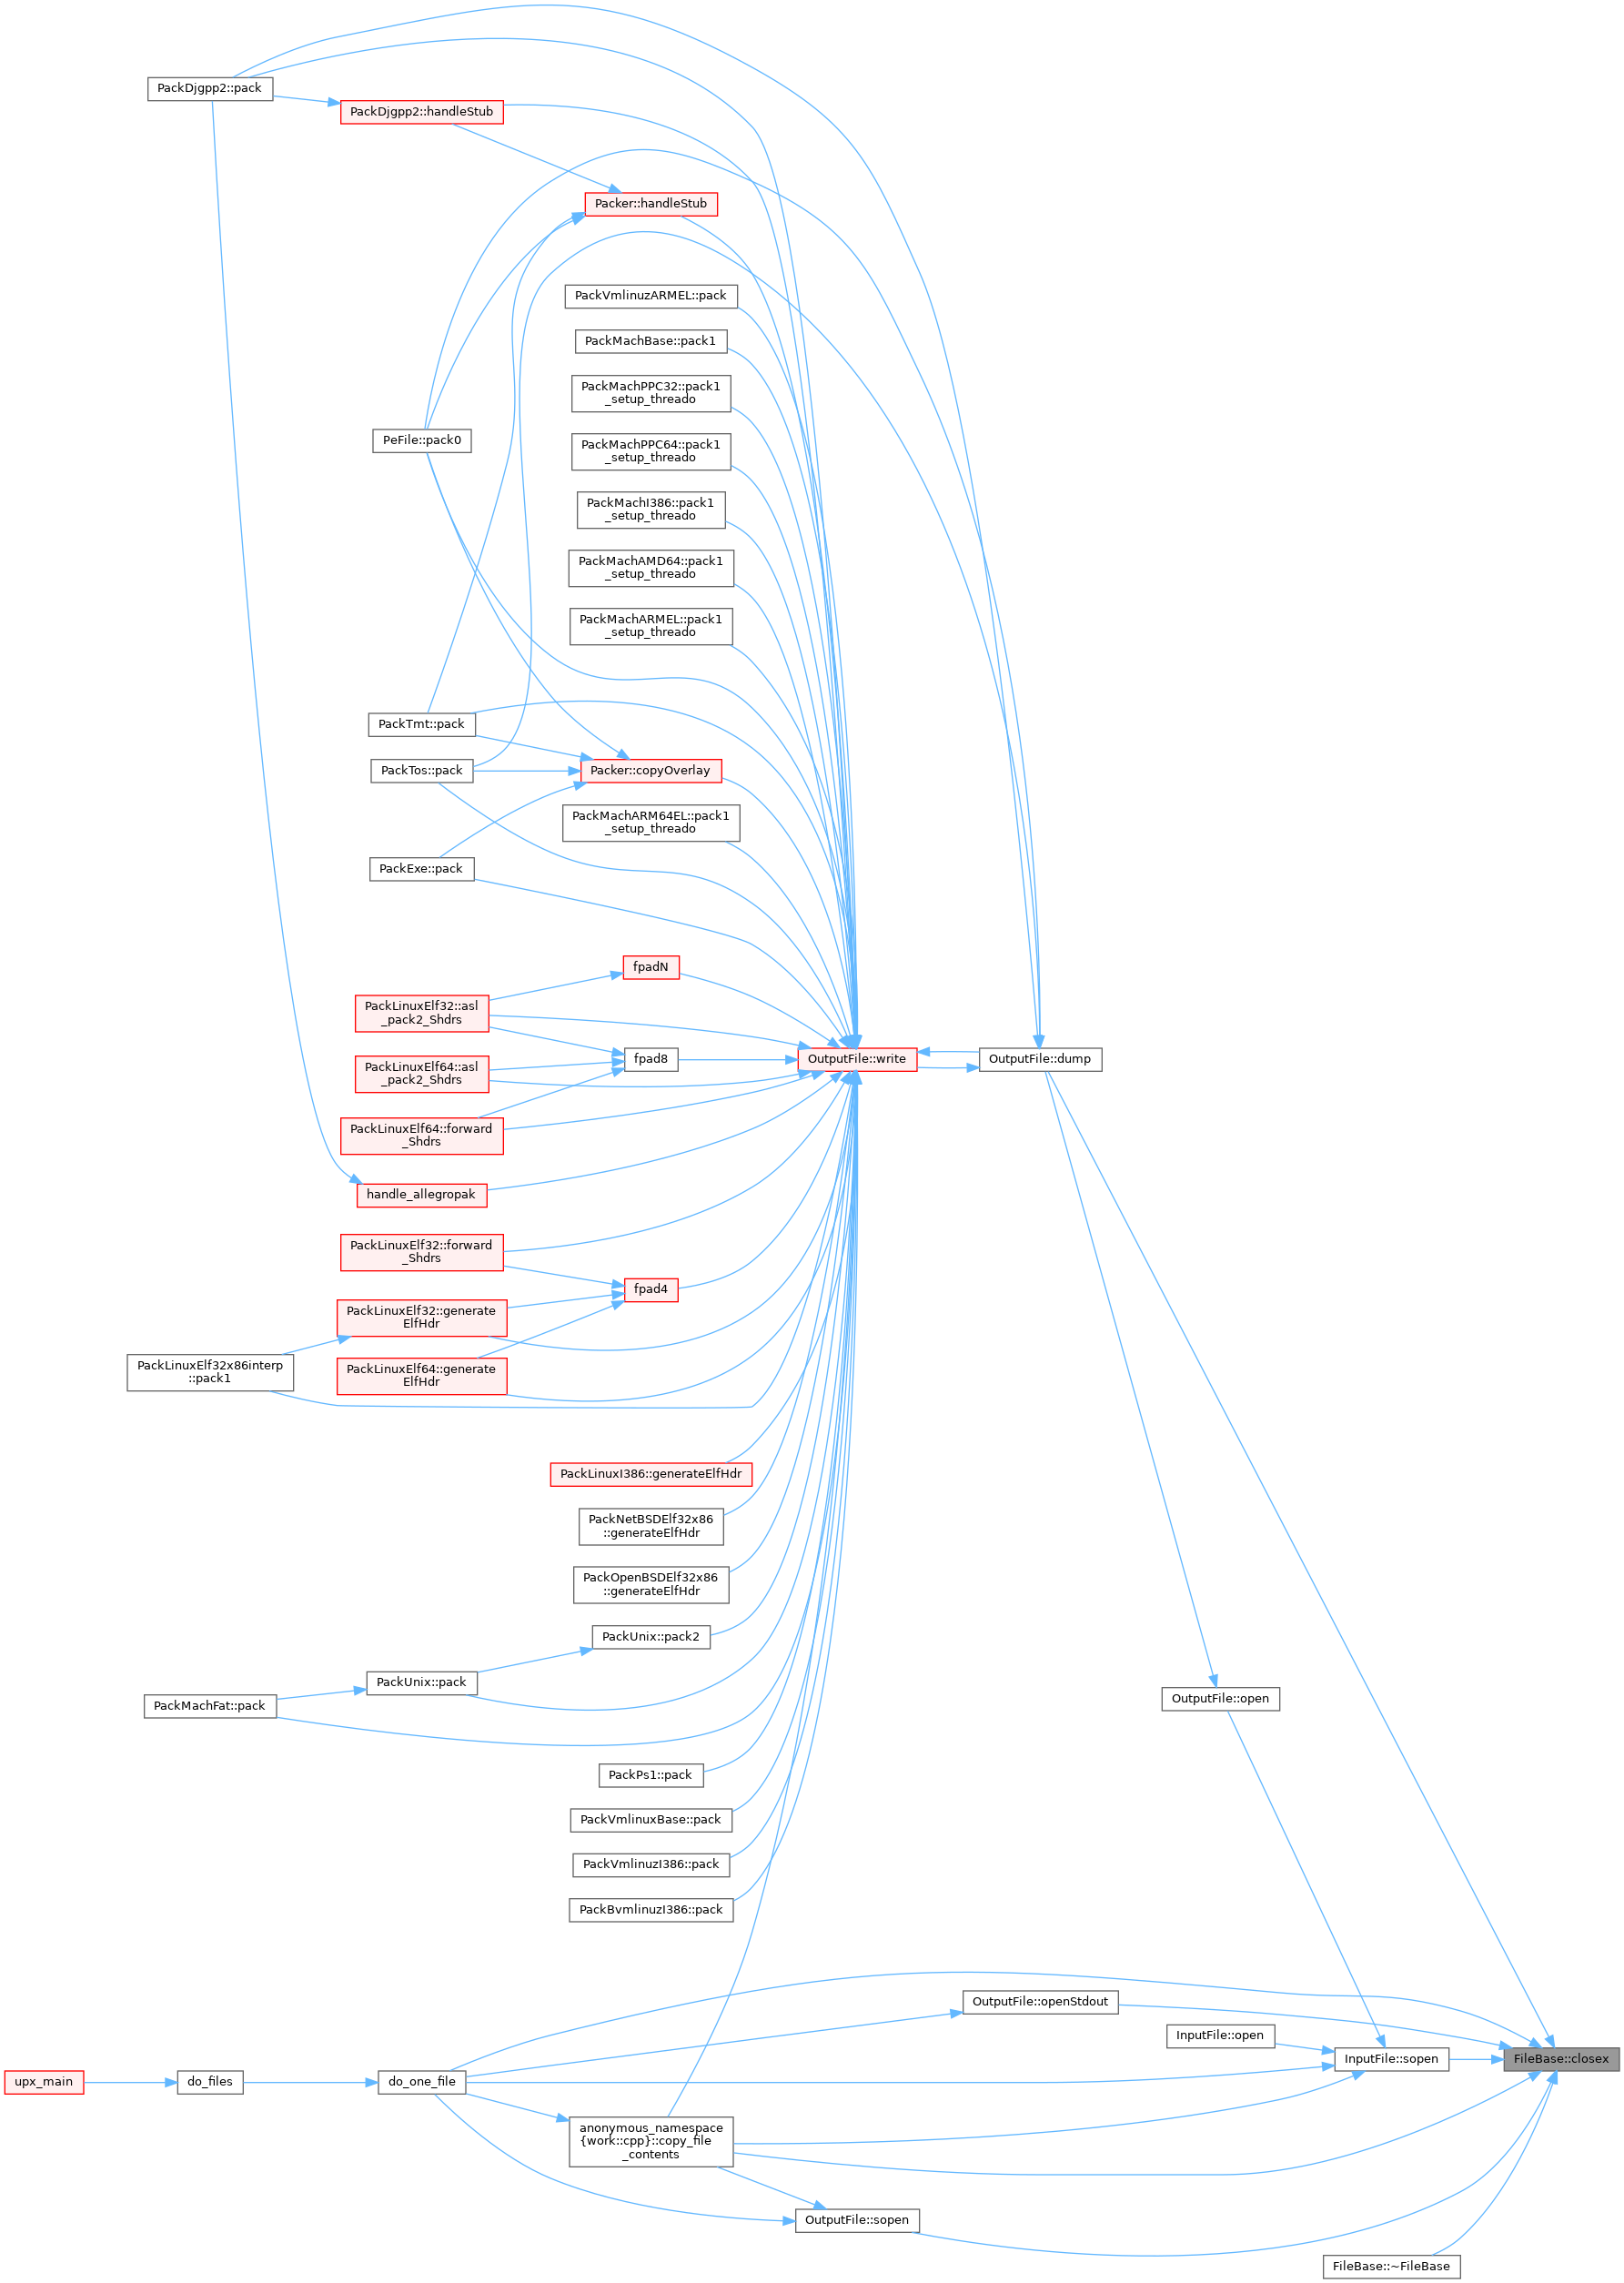 PackDjgpp2::pack
PackDjgpp2::handleStub
Packer::handleStub
PackVmlinuzARMEL::pack
PackMachBase::pack1
PackMachPPC32::pack1
_setup_threado
PeFile::pack0
PackMachPPC64::pack1
_setup_threado
PackMachI386::pack1
_setup_threado
PackMachAMD64::pack1
_setup_threado
PackMachARMEL::pack1
_setup_threado
PackTmt::pack
PackTos::pack
Packer::copyOverlay
PackMachARM64EL::pack1
_setup_threado
PackExe::pack
fpadN
PackLinuxElf32::asl
_pack2_Shdrs
OutputFile::write
OutputFile::dump
fpad8
PackLinuxElf64::asl
_pack2_Shdrs
PackLinuxElf64::forward
_Shdrs
handle_allegropak
PackLinuxElf32::forward
_Shdrs
fpad4
PackLinuxElf32::generate
ElfHdr
PackLinuxElf32x86interp
::pack1
PackLinuxElf64::generate
ElfHdr
PackLinuxI386::generateElfHdr
PackNetBSDElf32x86
::generateElfHdr
PackOpenBSDElf32x86
::generateElfHdr
PackUnix::pack2
PackUnix::pack
PackMachFat::pack
OutputFile::open
PackPs1::pack
PackVmlinuxBase::pack
PackVmlinuzI386::pack
PackBvmlinuzI386::pack
OutputFile::openStdout
InputFile::open
InputFile::sopen
FileBase::closex
upx_main
do_files
do_one_file
anonymous_namespace
{work::cpp}::copy_file
_contents
OutputFile::sopen
FileBase::~FileBase